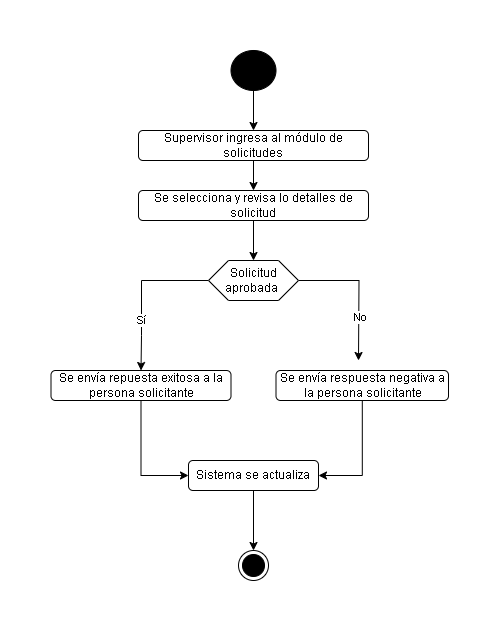 Supervisor ingresa al módulo de
solicitudes
Se selecciona y revisa lo detalles de
solicitud
Solicitud
aprobada
Sí
No
Se envía repuesta exitosa a la
persona solicitante
Se envía respuesta negativa a
la persona solicitante
Sistema se actualiza